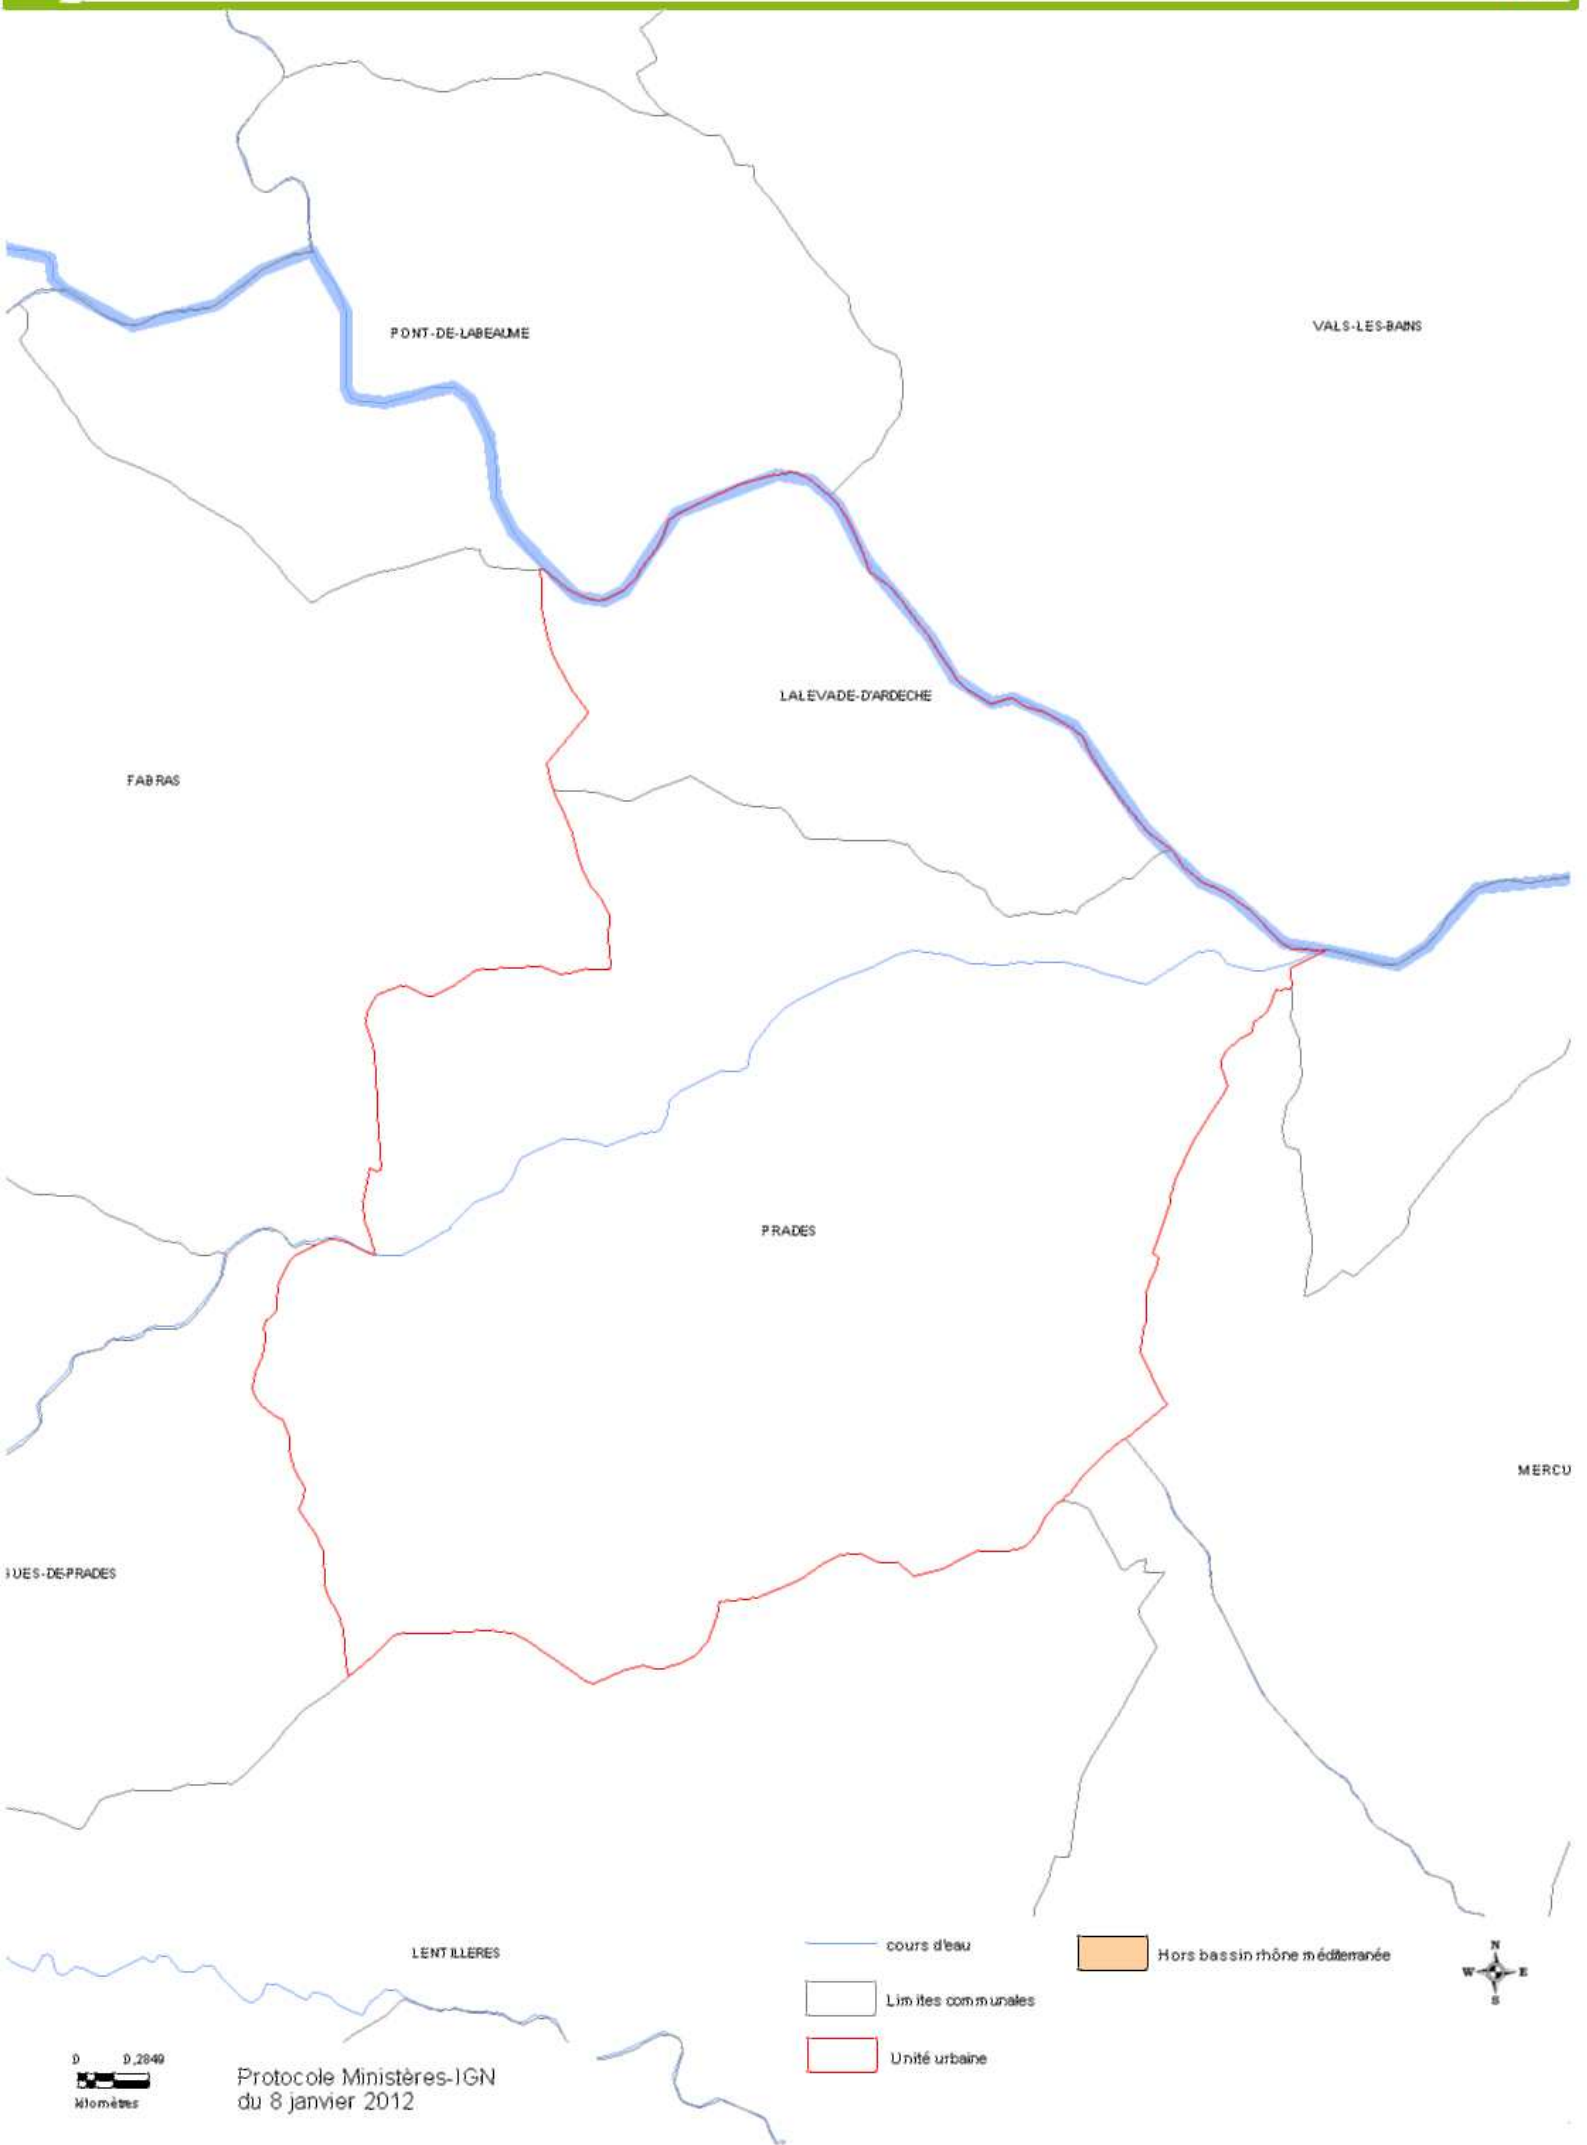 PONT-DE-LABEAUME
VALS-LES-BAINS
LALEVADE-D'ARDECHE
FABRAS
PRADES
MERCU
GUES-DE-PRADES
LENTILLERES
cours d'eau
Limites communales
Unité urbaine
Hors bassin rhône méditerranée
N
W E
S
0 0,2849
kilomètres
Protocole Ministères-IGN
du 8 janvier 2012